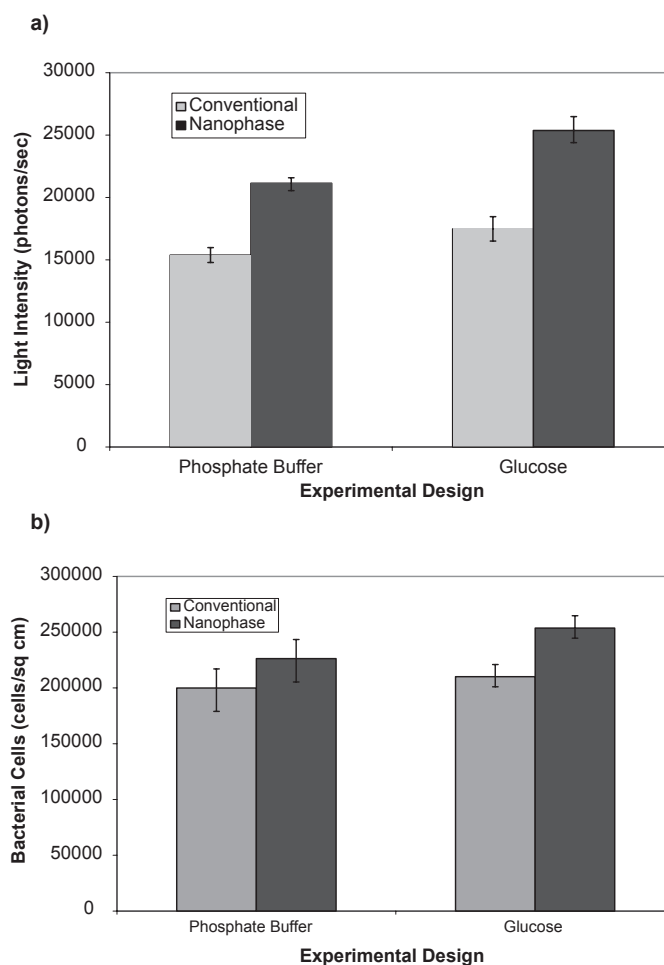 a)
30000
25000
20000
15000
10000
5000
0
Light Intensity (photons/sec)
Conventional
Nanophase
Phosphate Buffer
Glucose
Experimental Design
b)
300000
250000
200000
150000
100000
50000
0
Bacterial Cells (cells/sq cm)
Conventional
Nanophase
Phosphate Buffer
Glucose
Experimental Design